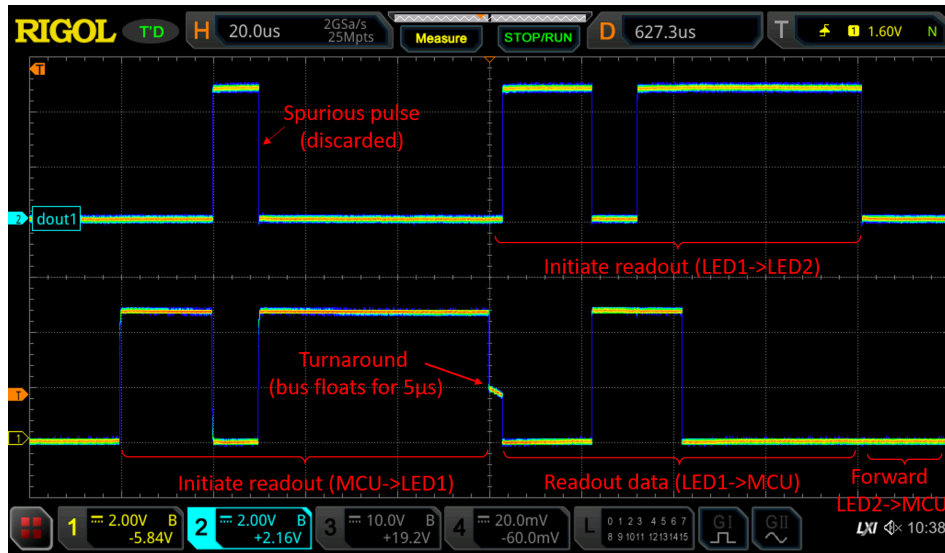 RIGOL T'D H 20.0us 2GSa/s 25Mpts Measure STOP/RUN D 627.3us T 1 1.60V N
T
Spurious pulse
(discarded)
2 dout1
Initiate readout (LED1->LED2)
Turnaround
(bus floats for 5µs)
T
1
Initiate readout (MCU->LED1)
Readout data (LED1->MCU)
Forward
LED2->MCU
1 2.00V B -5.84V
2 2.00V B +2.16V
3 10.0V B +19.2V
4 20.0mV -60.0mV
L 0 1 2 3 4 5 6 7
8 9 10 11 12 13 14 15
GI GII
LXI 10:38